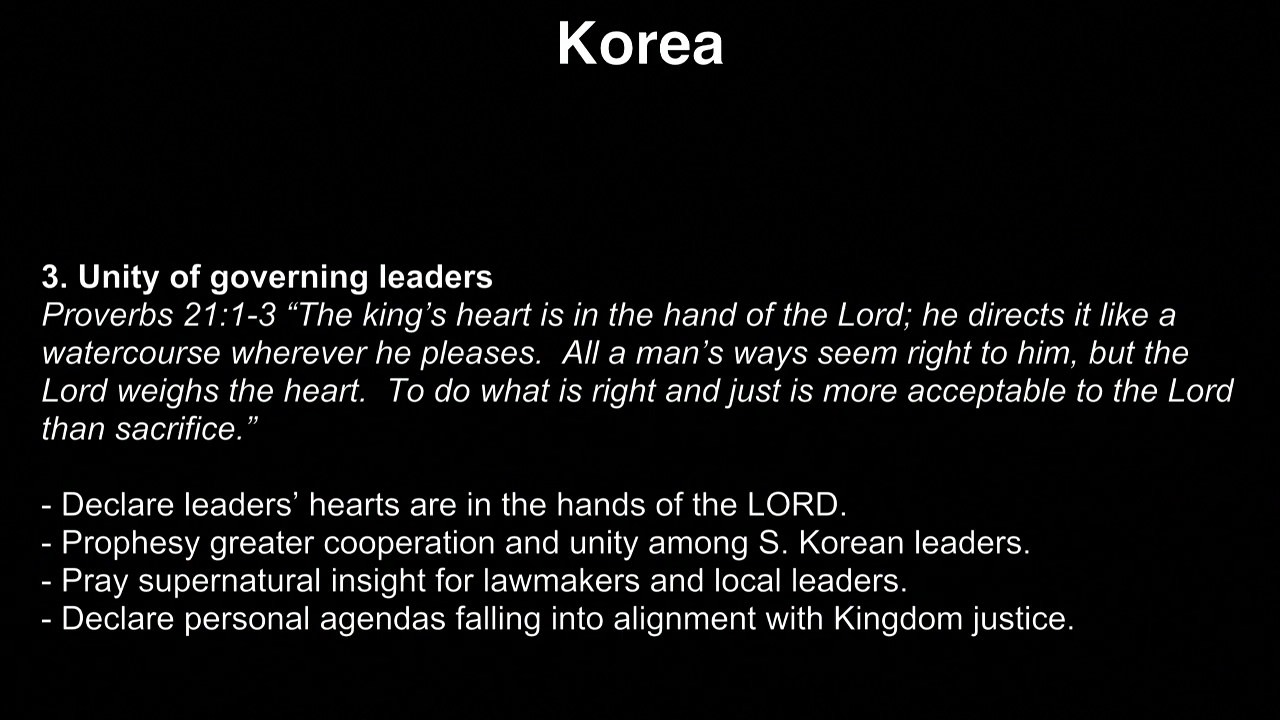 Korea
3. Unity of governing leaders
Proverbs 21:1-3 “The king’s heart is in the hand of the Lord; he directs it like a
watercourse wherever he pleases.  All a man’s ways seem right to him, but the
Lord weighs the heart.  To do what is right and just is more acceptable to the Lord
than sacrifice.”
- Declare leaders’ hearts are in the hands of the LORD.
- Prophesy greater cooperation and unity among S. Korean leaders.
- Pray supernatural insight for lawmakers and local leaders.
- Declare personal agendas falling into alignment with Kingdom justice.